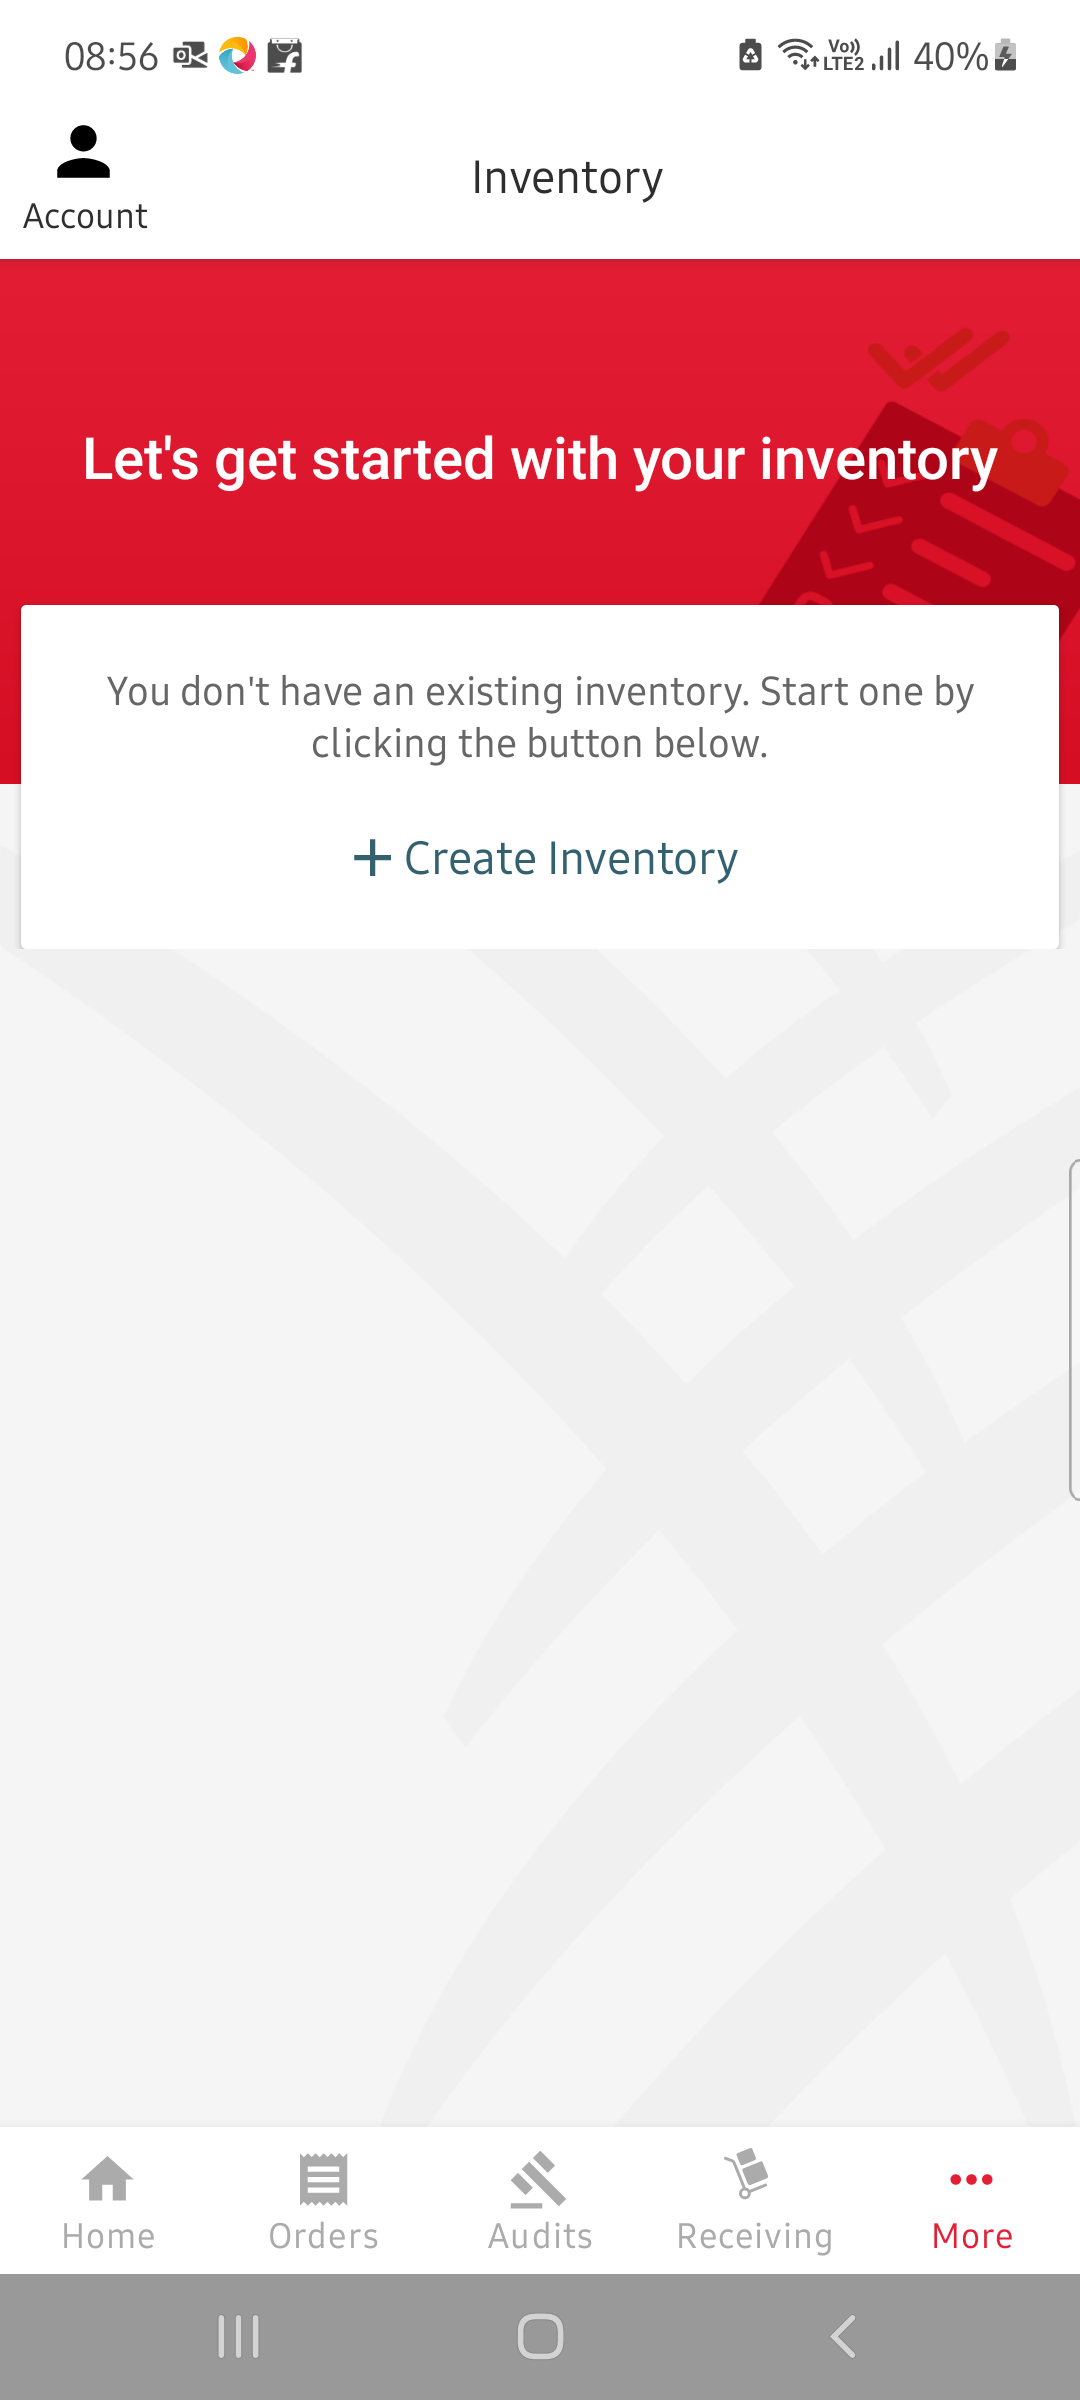 08:56
Vo)) LTE2 40%
Account
Inventory
Let's get started with your inventory
You don't have an existing inventory. Start one by
clicking the button below.
+ Create Inventory
Home Orders Audits Receiving More